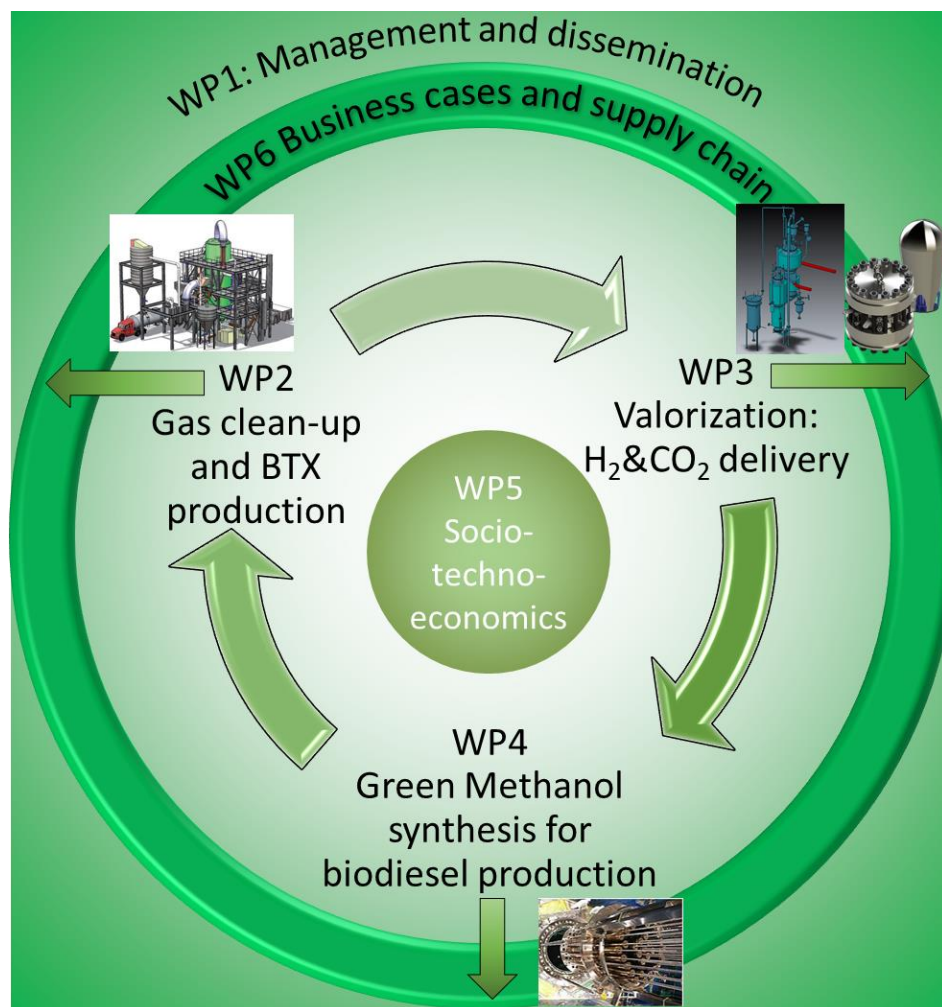 WP1: Management and dissemination
WP6 Business cases and supply chain
WP2
Gas clean-up
and BTX
production
WP3
Valorization:
H₂&CO₂ delivery
WP5
Socio-
techno-
economics
WP4
Green Methanol
synthesis for
biodiesel production